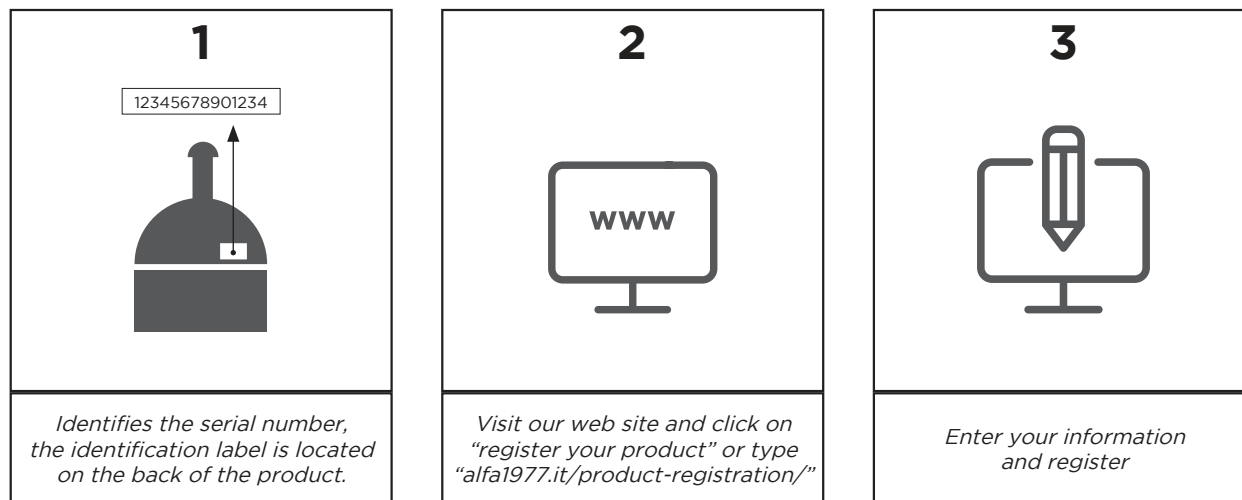 1
12345678901234
Identifies the serial number,
the identification label is located
on the back of the product.
2
www
Visit our web site and click on
“register your product” or type
“alfa1977.it/product-registration/”
3
Enter your information
and register